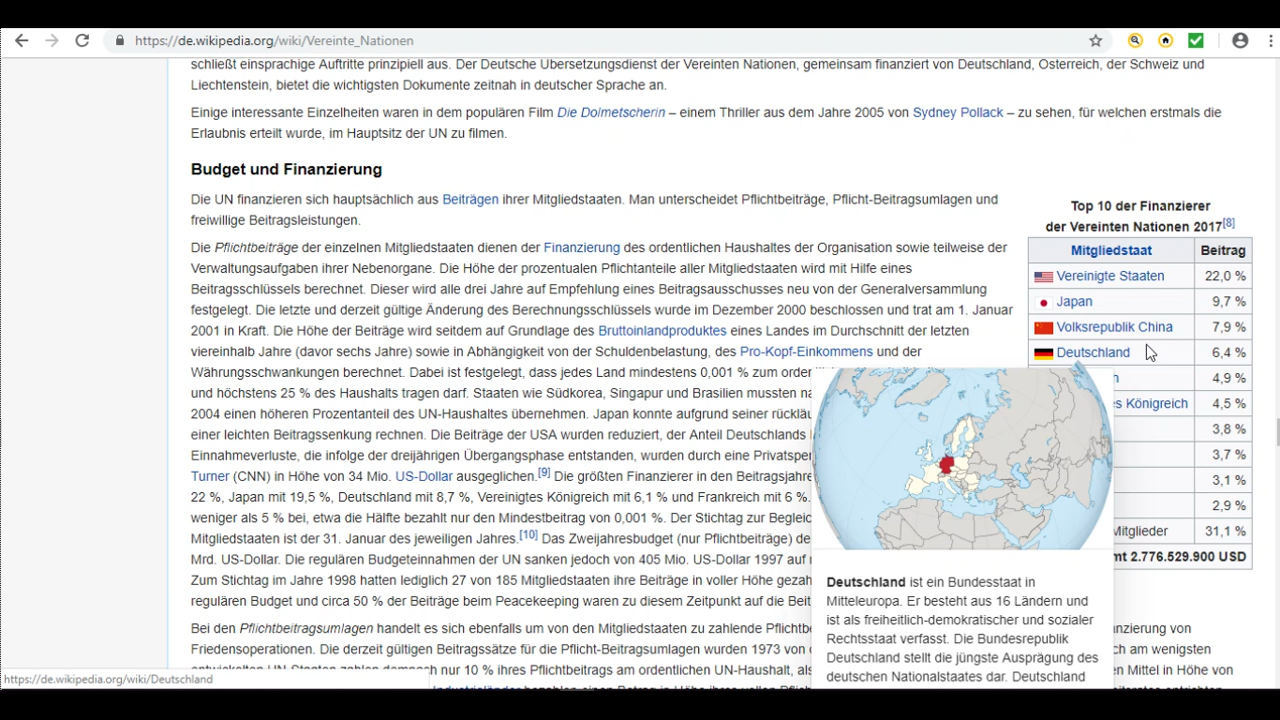 https://de.wikipedia.org/wiki/Vereinte_Nationen
schließt einsprachige Auftritte prinzipiell aus. Der Deutsche Übersetzungsdienst der Vereinten Nationen, gemeinsam finanziert von Deutschland, Österreich, der Schweiz und
Liechtenstein, bietet die wichtigsten Dokumente zeitnah in deutscher Sprache an.
Einige interessante Einzelheiten waren in dem populären Film Die Dolmetscherin – einem Thriller aus dem Jahre 2005 von Sydney Pollack – zu sehen, für welchen erstmals die
Erlaubnis erteilt wurde, im Hauptsitz der UN zu filmen.
Budget und Finanzierung
Die UN finanzieren sich hauptsächlich aus Beiträgen ihrer Mitgliedstaaten. Man unterscheidet Pflichtbeiträge, Pflicht-Beitragsumlagen und
freiwillige Beitragsleistungen.
Die Pflichtbeiträge der einzelnen Mitgliedstaaten dienen der Finanzierung des ordentlichen Haushaltes der Organisation sowie teilweise der
Verwaltungsaufgaben ihrer Nebenorgane. Die Höhe der prozentualen Pflichtanteile aller Mitgliedstaaten wird mit Hilfe eines
Beitragsschlüssels berechnet. Dieser wird alle drei Jahre auf Empfehlung eines Beitragsausschusses neu von der Generalversammlung
festgelegt. Die letzte und derzeit gültige Änderung des Berechnungsschlüssels wurde im Dezember 2000 beschlossen und trat am 1. Januar
2001 in Kraft. Die Höhe der Beiträge wird seitdem auf Grundlage des Bruttoinlandproduktes eines Landes im Durchschnitt der letzten
viereinhalb Jahre (davor sechs Jahre) sowie in Abhängigkeit von der Schuldenbelastung, des Pro-Kopf-Einkommens und der
Währungsschwankungen berechnet. Dabei ist festgelegt, dass jedes Land mindestens 0,001 % zum
und höchstens 25 % des Haushalts tragen darf. Staaten wie Südkorea, Singapur und Brasilien mussten
2004 einen höheren Prozentanteil des UN-Haushaltes übernehmen. Japan konnte aufgrund seiner
einer leichten Beitragssenkung rechnen. Die Beiträge der USA wurden reduziert, der Anteil Deutschlands
Einnahmeverluste, die infolge der dreijährigen Übergangsphase entstanden, wurden durch eine
Turner (CNN) in Höhe von 34 Mio. US-Dollar ausgeglichen.[9] Die größten Finanzierer in den
22 %, Japan mit 19,5 %, Deutschland mit 8,7 %, Vereinigtes Königreich mit 6,1 % und Frankreich mit 6 %.
weniger als 5 % bei, etwa die Hälfte bezahlt nur den Mindestbeitrag von 0,001 %. Der Stichtag zur
Mitgliedstaaten ist der 31. Januar des jeweiligen Jahres.[10] Das Zweijahresbudget (nur Pflichtbeiträge)
Mrd. US-Dollar. Die regulären Budgeteinnahmen der UN sanken jedoch von 405 Mio. US-Dollar 1997 auf
Zum Stichtag im Jahre 1998 hatten lediglich 27 von 185 Mitgliedstaaten ihre Beiträge in voller Höhe
regulären Budget und circa 50 % der Beiträge beim Peacekeeping waren zu diesem Zeitpunkt auf die
Bei den Pflichtbeitragsumlagen handelt es sich ebenfalls um von den Mitgliedstaaten zu zahlende
Friedensoperationen. Die derzeit gültigen Beitragssätze für die Pflicht-Beitragsumlagen wurden 1973 von
nur 10 % ihres Pflichtbeitrags am ordentlichen UN-Haushalt,
Top 10 der Finanzierer
der Vereinten Nationen 2017[8]
Mitgliedstaat Beitrag
Vereinigte Staaten 22,0 %
Japan 9,7 %
Volksrepublik China 7,9 %
Deutschland 6,4 %
4,9 %
Königreich 4,5 %
3,8 %
3,7 %
3,1 %
2,9 %
Mitglieder 31,1 %
2.776.529.900 USD
von
am wenigsten
Mitteln in Höhe von
Deutschland ist ein Bundesstaat in
Mitteleuropa. Er besteht aus 16 Ländern und
ist als freiheitlich-demokratischer und sozialer
Rechtsstaat verfasst. Die Bundesrepublik
Deutschland stellt die jüngste Ausprägung des
deutschen Nationalstaates dar. Deutschland
https://de.wikipedia.org/wiki/Deutschland